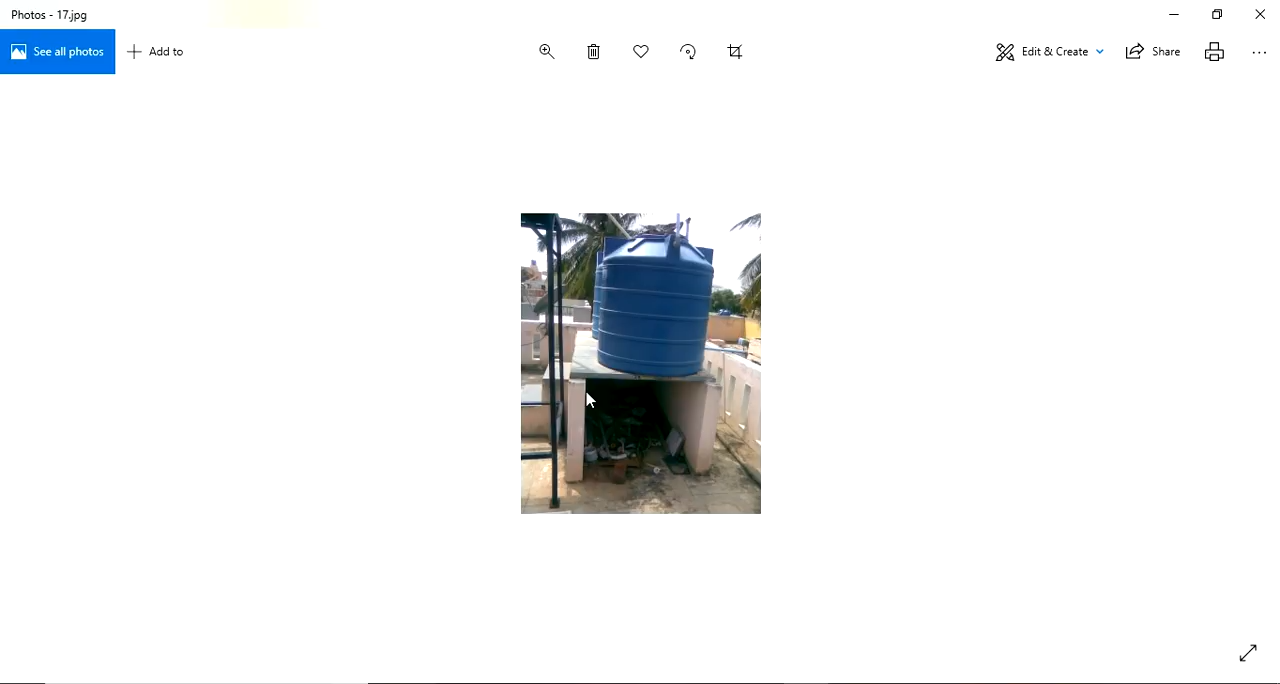 Photos - 17.jpg
See all photos
Add to
Edit & Create
Share